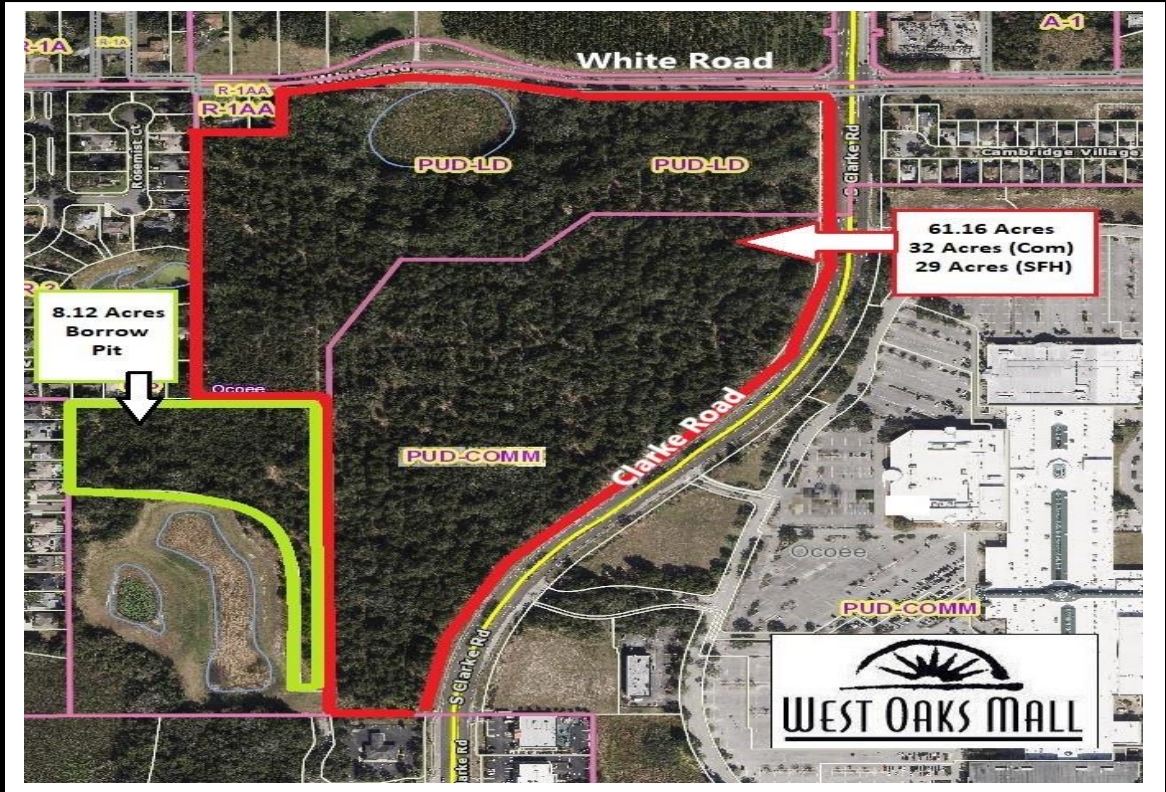 R-1A
R-1A
A-1
White Road
White Rd
R-1AA
R-1AA
Rosemist Ct
PUD-LD
PUD-LD
S Clarke Rd
Cambridge Village
61.16 Acres
32 Acres (Com)
29 Acres (SFH)
8.12 Acres
Borrow
Pit
Ocoee
Clarke Road
PUD-COMM
Ocoee
PUD-COMM
S Clarke Rd
WEST OAKS MALL
arke Rd